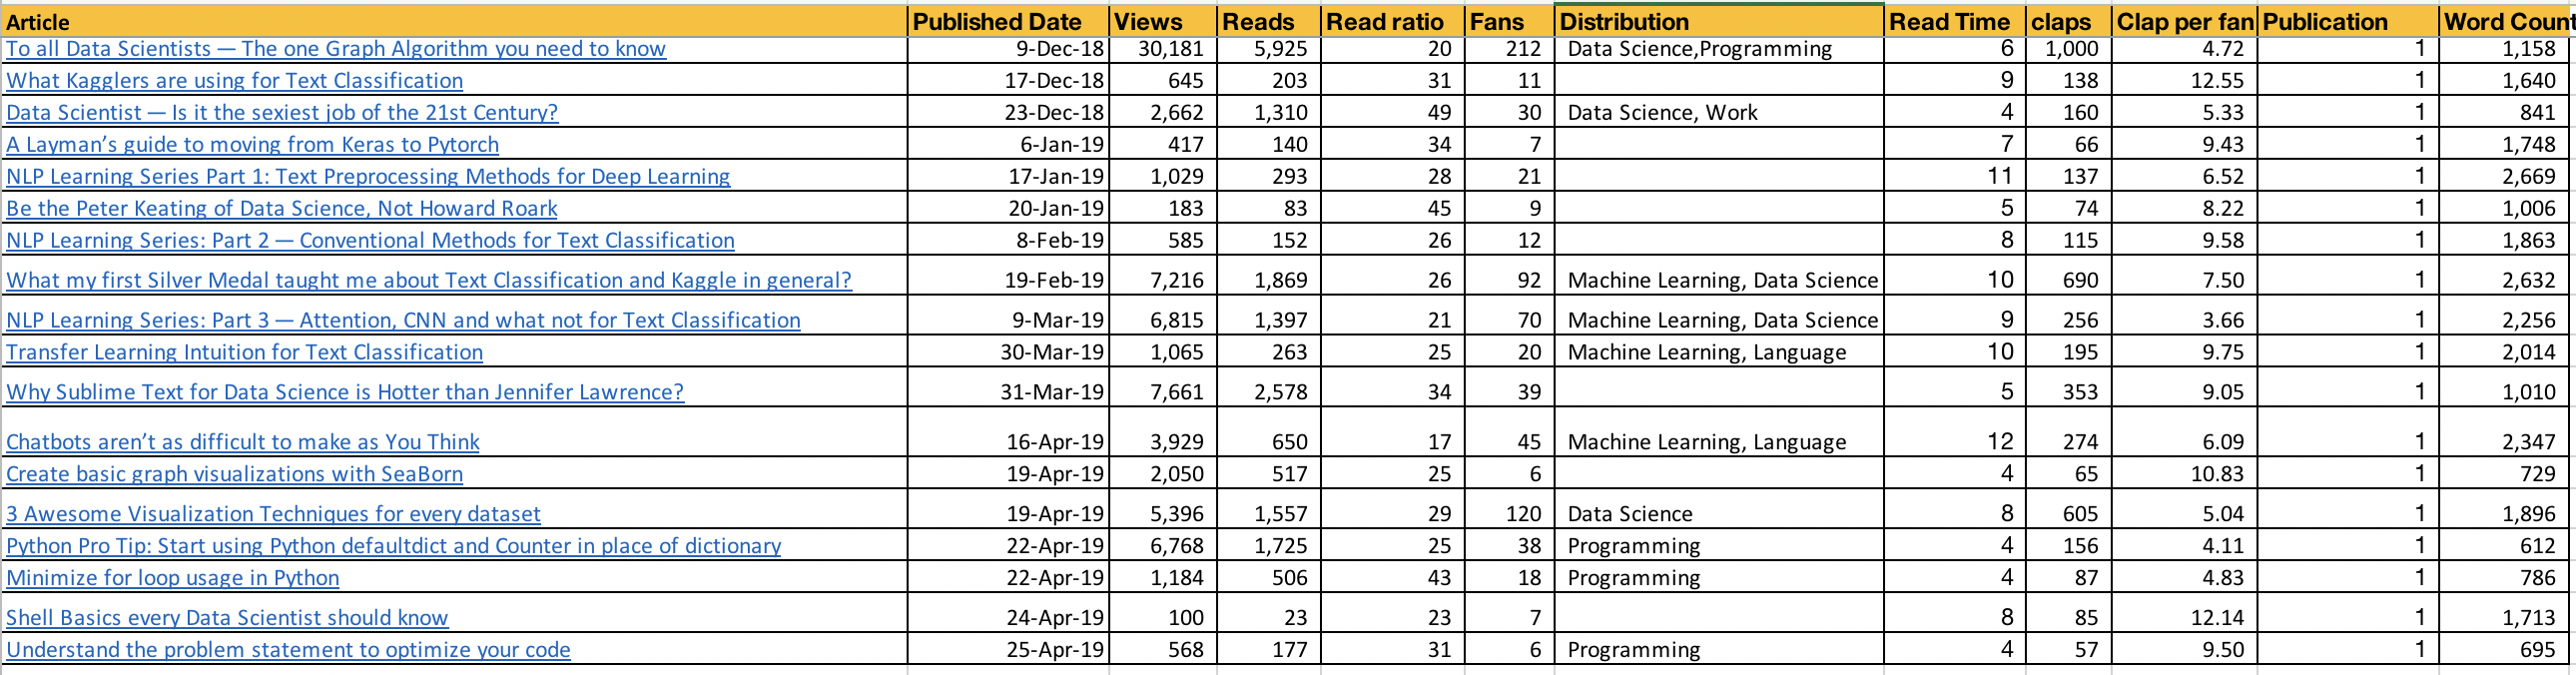 Article Published Date Views Reads Read ratio Fans Distribution Read Time claps Clap per fan Publication Word Count
To all Data Scientists — The one Graph Algorithm you need to know 9-Dec-18 30,181 5,925 20 212 Data Science,Programming 6 1,000 4.72 1 1,158
What Kagglers are using for Text Classification 17-Dec-18 645 203 31 11 9 138 12.55 1 1,640
Data Scientist — Is it the sexiest job of the 21st Century? 23-Dec-18 2,662 1,310 49 30 Data Science, Work 4 160 5.33 1 841
A Layman’s guide to moving from Keras to Pytorch 6-Jan-19 417 140 34 7 7 66 9.43 1 1,748
NLP Learning Series Part 1: Text Preprocessing Methods for Deep Learning 17-Jan-19 1,029 293 28 21 11 137 6.52 1 2,669
Be the Peter Keating of Data Science, Not Howard Roark 20-Jan-19 183 83 45 9 5 74 8.22 1 1,006
NLP Learning Series: Part 2 — Conventional Methods for Text Classification 8-Feb-19 585 152 26 12 8 115 9.58 1 1,863
What my first Silver Medal taught me about Text Classification and Kaggle in general? 19-Feb-19 7,216 1,869 26 92 Machine Learning, Data Science 10 690 7.50 1 2,632
NLP Learning Series: Part 3 — Attention, CNN and what not for Text Classification 9-Mar-19 6,815 1,397 21 70 Machine Learning, Data Science 9 256 3.66 1 2,256
Transfer Learning Intuition for Text Classification 30-Mar-19 1,065 263 25 20 Machine Learning, Language 10 195 9.75 1 2,014
Why Sublime Text for Data Science is Hotter than Jennifer Lawrence? 31-Mar-19 7,661 2,578 34 39 5 353 9.05 1 1,010
Chatbots aren’t as difficult to make as You Think 16-Apr-19 3,929 650 17 45 Machine Learning, Language 12 274 6.09 1 2,347
Create basic graph visualizations with SeaBorn 19-Apr-19 2,050 517 25 6 4 65 10.83 1 729
3 Awesome Visualization Techniques for every dataset 19-Apr-19 5,396 1,557 29 120 Data Science 8 605 5.04 1 1,896
Python Pro Tip: Start using Python defaultdict and Counter in place of dictionary 22-Apr-19 6,768 1,725 25 38 Programming 4 156 4.11 1 612
Minimize for loop usage in Python 22-Apr-19 1,184 506 43 18 Programming 4 87 4.83 1 786
Shell Basics every Data Scientist should know 24-Apr-19 100 23 23 7 8 85 12.14 1 1,713
Understand the problem statement to optimize your code 25-Apr-19 568 177 31 6 Programming 4 57 9.50 1 695